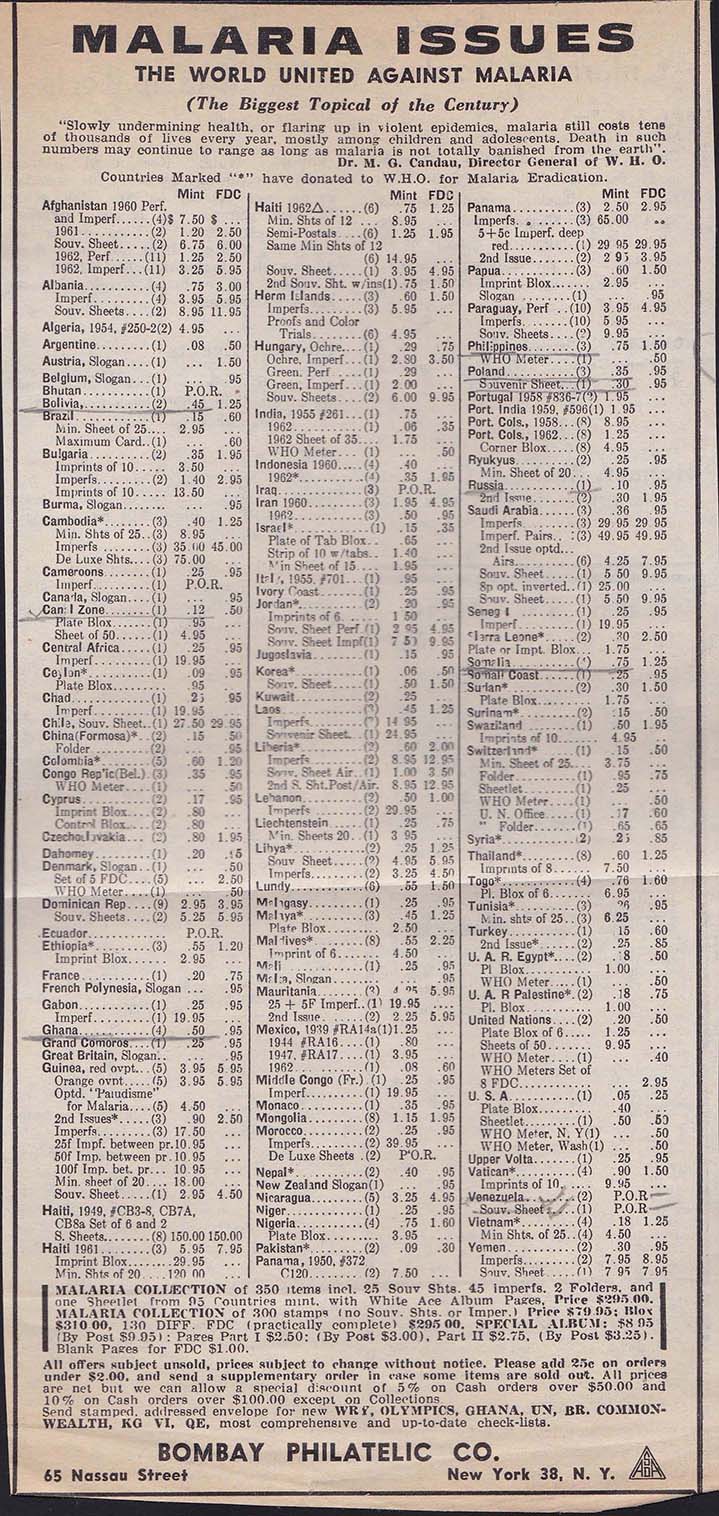 MALARIA ISSUES
THE WORLD UNITED AGAINST MALARIA
(The Biggest Topical of the Century)
"Slowly undermining health, or flaring up in violent epidemics, malaria still costs tens
of thousands of lives every year, mostly among children and adolescents. Death in such
numbers may continue to range as long as malaria is not totally banished from the earth".
Dr. M. G. Candau, Director General of W. H. O.
Countries Marked "*" have donated to W.H.O. for Malaria Eradication.
Mint FDC
Afghanistan 1960 Perf.
and Imperf......(4)$ 7.50 $ ...
1961...........(2) 1.20 2.50
Souv. Sheet.....(2) 6.75 6.00
1962, Perf.....(11) 1.25 2.50
1962, Imperf...(11) 3.25 5.95
Albania..........(4) .75 3.00
Imperf.........(4) 3.95 5.95
Souv. Sheets....(2) 8.95 11.95
Algeria, 1954, #250-2(2) 4.95 ...
Argentine........(1) .08 .50
Austria, Slogan....(1) ... 1.50
Belgium, Slogan...(1) ... .95
Bhutan..........(1) P.O.R. .
Bolivia,..........(2) .45 1.25
Brazil...........(1) .15 .60
Min. Sheet of 25.... 2.95 ...
Maximum Card..(1) ... .60
Bulgaria..........(2) .35 1.95
Imprints of 10..... 3.50 ...
Imperfs.........(2) 1.40 2.95
Imprints of 10..... 13.50 ...
Burma, Slogan........ ... .95
Cambodia*........(3) .40 1.25
Min. Shts of 25..(3) 8.95 ...
Imperfs ........(3) 35.00 45.00
De Luxe Shts....(3) 75.00 ...
Cameroons........(1) .25 .95
Imperf..........(1) P.O.R.
Canada, Slogan....(1) ... .95
Canal Zone........(1) .12 .50
Plate Blox.......(1) .95 ...
Sheet of 50......(1) 4.95 ...
Central Africa.....(1) .25 .95
Imperf..........(1) 19.95 ...
Ceylon*..........(1) .09 .95
Plate Blox......... .95 ...
Chad.............(1) .25 .95
Imperf..........(1) 19.95 ...
Chile, Souv. Sheet..(1) 27.50 29.95
China(Formosa)*..(2) .15 .50
Folder .........(2) ... .95
Colombia*........(5) .60 1.20
Congo Rep'ic(Bel.).(3) .35 .95
WHO Meter.....(1) ... .50
Cyprus...........(2) .17 .95
Imprint Blox....(2) .80 ...
Control Blox....(2) .80 ...
Czechoslovakia....(2) .80 1.95
Dahomey..........(1) .20
Denmark, Slogan..(1) ... .50
Set of 5 FDC....(5) ... 2.50
WHO Meter......(1) ... .50
Dominican Rep....(9) 2.95 3.95
Souv. Sheets....(2) 5.25 5.95
Ecuador........... P.O.R.
Ethiopia*.........(3) .55 1.20
Imprint Blox....... 2.95 ...
France...........(1) .20 .75
French Polynesia, Slogan ... .95
Gabon............(1) .25 .95
Imperf..........(1) 19.95 ...
Ghana............(4) .50 .95
Grand Comoros....(1) .25 .95
Great Britain, Slogan.. ... .95
Guinea, red ovpt...(5) 3.95 5.95
Orange ovpt.....(5) 3.95 5.95
Optd. "Paludisme"
for Malaria....(5) 4.50 ...
2nd Issues*.....(3) .90 2.50
Imperfs.........(3) 17.50 ...
25f Impf. between pr.10.95 ...
50f Imp. between pr.10.95 ...
100f Imp. bet. pr... 10.95 ...
Min. sheet of 20.... 18.00 ...
Souv. Sheet.....(1) 2.95 4.50
Haiti, 1949, #CB3-8, CB7A,
CB8a Set of 6 and 2
S. Sheets......(8) 150.00 150.00
Haiti 1961........(3) 5.95 7.95
Imprint Blox.......29.95 ...
Min. Shts of 20....120.00 ...
Mint FDC
Haiti 1962△.......(6) .75 1.25
Min. Shts of 12 ... 8.95 ...
Semi-Postals....(6) 1.25 1.95
Same Min Shts of 12
(6) 14.95 ...
Souv. Sheet.....(1) 3.95 4.95
2nd Souv. Sht. w/ins(1).75 1.50
Herm Islands......(3) .60 1.50
Imperfs.........(3) 5.95 ...
Proofs and Color
Trials.........(6) 4.95 ...
Hungary, Ochre....(1) .29 .75
Ochre, Imperf...(1) 2.80 3.50
Green. Perf.....(1) .29 ...
Green, Imperf...(1) 2.00 ...
Souv. Sheets....(2) 6.00 9.95
India, 1955 #261...(1) .75 ...
1962............(1) .06 .35
1962 Sheet of 35.... 1.75 ...
WHO Meter...(1) ... .50
Indonesia 1960.....(4) .40 ...
1962*...........(4) .35 1.95
Iraq.............(3) P.O.R.
Iran 1960.........(3) 1.95 4.95
1962............(3) .50 .95
Israel*...........(1) .15 .35
Plate of Tab Blox.. .65 ...
Strip of 10 w/tabs.. 1.40 ...
Min Sheet of 15.... 1.95 ...
Italy, 1955, #701...(1) .95 ...
Ivory Coast.......(1) .25 .95
Jordan*..........(2) .20 .95
Imprints of 6...... 1.50 ...
Souv. Sheet Perf.(1) 2.95 4.95
Souv. Sheet Impf(1) 7.50 9.95
Jugoslavia........(1) .15 .95
Korea*...........(1) .06 .50
Souv. Sheet.....(1) .50 1.50
Kuwait...........(2) .25 ...
Laos............. .45 1.25
Imperfs......... 14.95 ...
Souvenir Sheet..(1) 24.95 ...
Liberia*..........(2) .60 2.00
Imperfs.........(2) 8.95 12.95
Souv. Sheet Air..(1) 1.00 3.50
2nd S. Sht.Post/Air. 8.95 12.95
Lebanon..........(2) .50 1.00
Imperfs.........(2) 29.95 ...
Liechtenstein......(1) .25 .75
Min. Sheets 20...(1) 3.95 ...
Libya*...........(2) .25 1.25
Souv Sheet......(2) 4.95 5.95
Imperfs.........(2) 3.25 4.50
Lundy............(6) .55 1.50
Malgasy..........(1) .25 .95
Malaya*..........(3) .45 1.25
Plate Blox......... 2.50 ...
Maldives*.........(8) .55 2.25
Imprint of 6....... 4.50 ...
Mali.............(1) .25 .95
Malta, Slogan........ ... .95
Mauritania........(3) 5.95
25 + 5F Imperf..(1) 19.95 ...
2nd Issue.......(2) 2.25 5.95
Mexico, 1939 #RA14a(1)1.25 ...
1944 #RA16.....(1) .80 ...
1947, #RA17....(1) 3.95 ...
1962............(1) .08 .60
Middle Congo (Fr.).(1) .25 .95
Imperf..........(1) 19.95 ...
Monaco...........(1) .35 .95
Mongolia.........(8) 1.15 1.95
Morocco..........(2) .25 .95
Imperfs.........(2) 39.95 ...
De Luxe Sheets .(2) P.O.R.
Nepal*...........(2) .40 .95
New Zealand Slogan(1) ... .95
Nicaragua.........(5) 3.25 4.95
Niger.............(1) .25 .95
Nigeria...........(4) .75 1.60
Plate Blox......... 3.95 ...
Pakistan*.........(2) .09 .30
Panama, 1950, #372
C120...........(2) 7.50 ...
Mint FDC
Panama..........(3) 2.50 2.95
Imperfs. .......(3) 65.00 ..
5+5c Imperf. deep
red...........(1) 29.95 29.95
2nd Issue.......(2) 2.95 3.95
Papua............(3) .60 1.50
Imprint Blox....... 2.95 ...
Slogan .........(1) ... .95
Paraguay, Perf ..(10) 3.95 4.95
Imperfs........(10) 5.95 ...
Souv. Sheets....(2) 9.95 ...
Philippines........(3) .75 1.50
WHO Meter.....(1) ... .50
Poland............(3) .35 .95
Souvenir Sheet...(1) .30 .95
Portugal 1958 #836-7(2) 1.95 ...
Port. India 1959, #596(1) 1.95 ...
Port. Cols., 1958...(8) 8.95 ...
Port. Cols., 1962...(8) 1.25 ...
Corner Blox.....(8) 4.95 ...
Ryukyus..........(2) .25 .95
Min. Sheet of 20... 4.95 ...
Russia............(1) .10 .95
2nd Issue.......(2) .30 1.95
Saudi Arabia......(3) .36 .95
Imperfs.........(3) 29.95 29.95
Imperf. Pairs....(3) 49.95 49.95
2nd Issue optd...
Airs..........(6) 4.25 7.95
Souv. Sheet.....(1) 5.50 9.95
Sp opt. inverted..(1) 25.00 ...
Souv. Sheet.....(1) 5.50 9.95
Senegal..........(1) .25 .95
Imperf..........(1) 19.95 ...
Sierra Leone*.....(2) .30 2.50
Plate or Impt. Blox... 1.75 ...
Somalia.......... .75 1.25
Somali Coast......(1) .25 .95
Sudan*...........(2) .30 1.50
Plate Blox......... 1.75 ...
Surinam*.........(2) .15 .50
Swaziland........(1) .50 1.95
Imprints of 10...... 4.95 ...
Switzerland*......(1) .15 .50
Min. Sheet of 25.... 3.75 ...
Folder..........(1) .95 .75
Sheetlet........(1) .25 ...
WHO Meter.....(1) ... .50
U. N. Office.....(1) .17 .60
" Folder.......(1) .65 .65
Syria*............(2) .25 .85
Thailand*.........(8) .60 1.25
Imprints of 8....... 7.50 ...
Togo*............(4) .76 1.60
Pl. Blox of 6....... 6.95 ...
Tunisia*..........(3) .95
Min. shts of 25..(3) 6.25 ...
Turkey...........(1) .15 .60
2nd Issue*......(2) .25 .85
U. A. R. Egypt*...(2) .18 .50
Pl Blox........... 1.00 ...
WHO Meter.....(1) ... .50
U. A. R Palestine*.(2) .18 .75
Pl. Blox........... 1.00 ...
United Nations....(2) .20 .50
Plate Blox of 6..... 1.25 ...
Sheets of 50....... 9.95 ...
WHO Meter....(1) ... .40
WHO Meters Set of
8 FDC............ ... 2.95
U. S. A...........(1) .05 .25
Plate Blox......... .40 ...
Sheetlet........(1) .50 .50
WHO Meter, N. Y(1) ... .50
WHO Meter, Wash(1) ... .50
Upper Volta.......(1) .25 .95
Vatican*..........(4) .90 1.50
Imprints of 10...... 9.95 ...
Venezuela.........(2) P.O.R
Souv. Sheet.....(1) P.O.R
Vietnam*.........(4) .18 1.25
Min Shts. of 25..(4) 4.50 ...
Yemen...........(2) .30 .95
Imperfs.........(2) 7.95 8.95
Souv. Sheet.....(1) 7.95 7.95
MALARIA COLLECTION of 350 items incl. 25 Souv Shts. 45 imperfs. 2 Folders, and
one Sheetlet from 95 Countries mint, with White Ace Album Pages, Price $295.00.
MALARIA COLLECTION of 300 stamps (no Souv. Shts. or Imper.) Price $79.95; Blox
$310.00, 130 DIFF. FDC (practically complete) $295.00, SPECIAL ALBUM: $8.95
(By Post $9.95): Pages Part I $2.50: (By Post $3.00), Part II $2.75, (By Post $3.25).
Blank Pages for FDC $1.00.
All offers subject unsold, prices subject to change without notice. Please add 25c on orders
under $2.00, and send a supplementary order in case some items are sold out. All prices
are net but we can allow a special discount of 5% on Cash orders over $50.00 and
10% on Cash orders over $100.00 except on Collections
Send stamped, addressed envelope for new WRY, OLYMPICS, GHANA, UN, BR. COMMON-
WEALTH, KG VI, QE, most comprehensive and up-to-date check-lists.
BOMBAY PHILATELIC CO.
65 Nassau Street
New York 38, N. Y.
ASDA